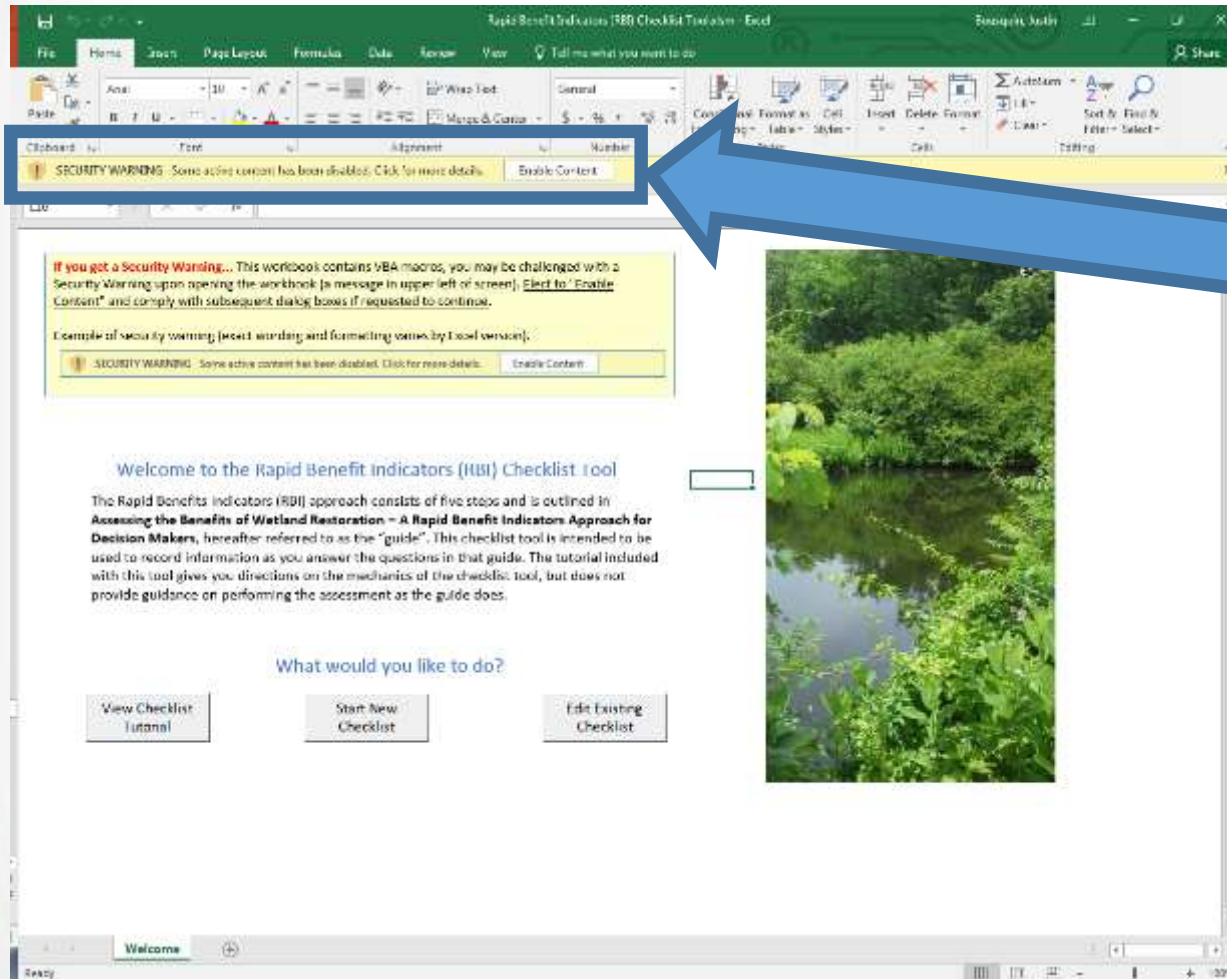 Rapid Benefit Indicators (RBI) Checklist Tool.xlsm - Excel
Bousquin, Justin
File Home Insert Page Layout Formulas Data Review View Tell me what you want to do
Share
Arial 10
Wrap Text
General
AutoSum
Fill
Clear
Paste
Merge & Center
Format as Table
Cell Styles
Insert Delete Format
Sort & Filter
Find & Select
Clipboard Font Alignment Number Cells Editing
SECURITY WARNING Some active content has been disabled. Click for more details. Enable Content
If you get a Security Warning... This workbook contains VBA macros, you may be challenged with a
Security Warning upon opening the workbook (a message in upper left of screen). Elect to "Enable
Content" and comply with subsequent dialog boxes if requested to continue.
Example of security warning (exact wording and formatting varies by Excel version).
SECURITY WARNING Some active content has been disabled. Click for more details. Enable Content
Welcome to the Rapid Benefit Indicators (RBI) Checklist Tool
The Rapid Benefits Indicators (RBI) approach consists of five steps and is outlined in
Assessing the Benefits of Wetland Restoration – A Rapid Benefit Indicators Approach for
Decision Makers, hereafter referred to as the "guide". This checklist tool is intended to be
used to record information as you answer the questions in that guide. The tutorial included
with this tool gives you directions on the mechanics of the checklist tool, but does not
provide guidance on performing the assessment as the guide does.
What would you like to do?
View Checklist
Tutorial
Start New
Checklist
Edit Existing
Checklist
Welcome
Ready